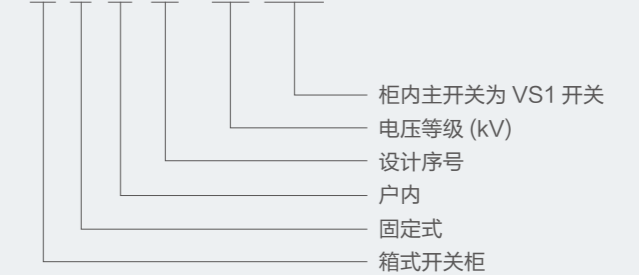 柜内主开关为 VS1 开关
电压等级 (kV)
设计序号
户内
固定式
箱式开关柜